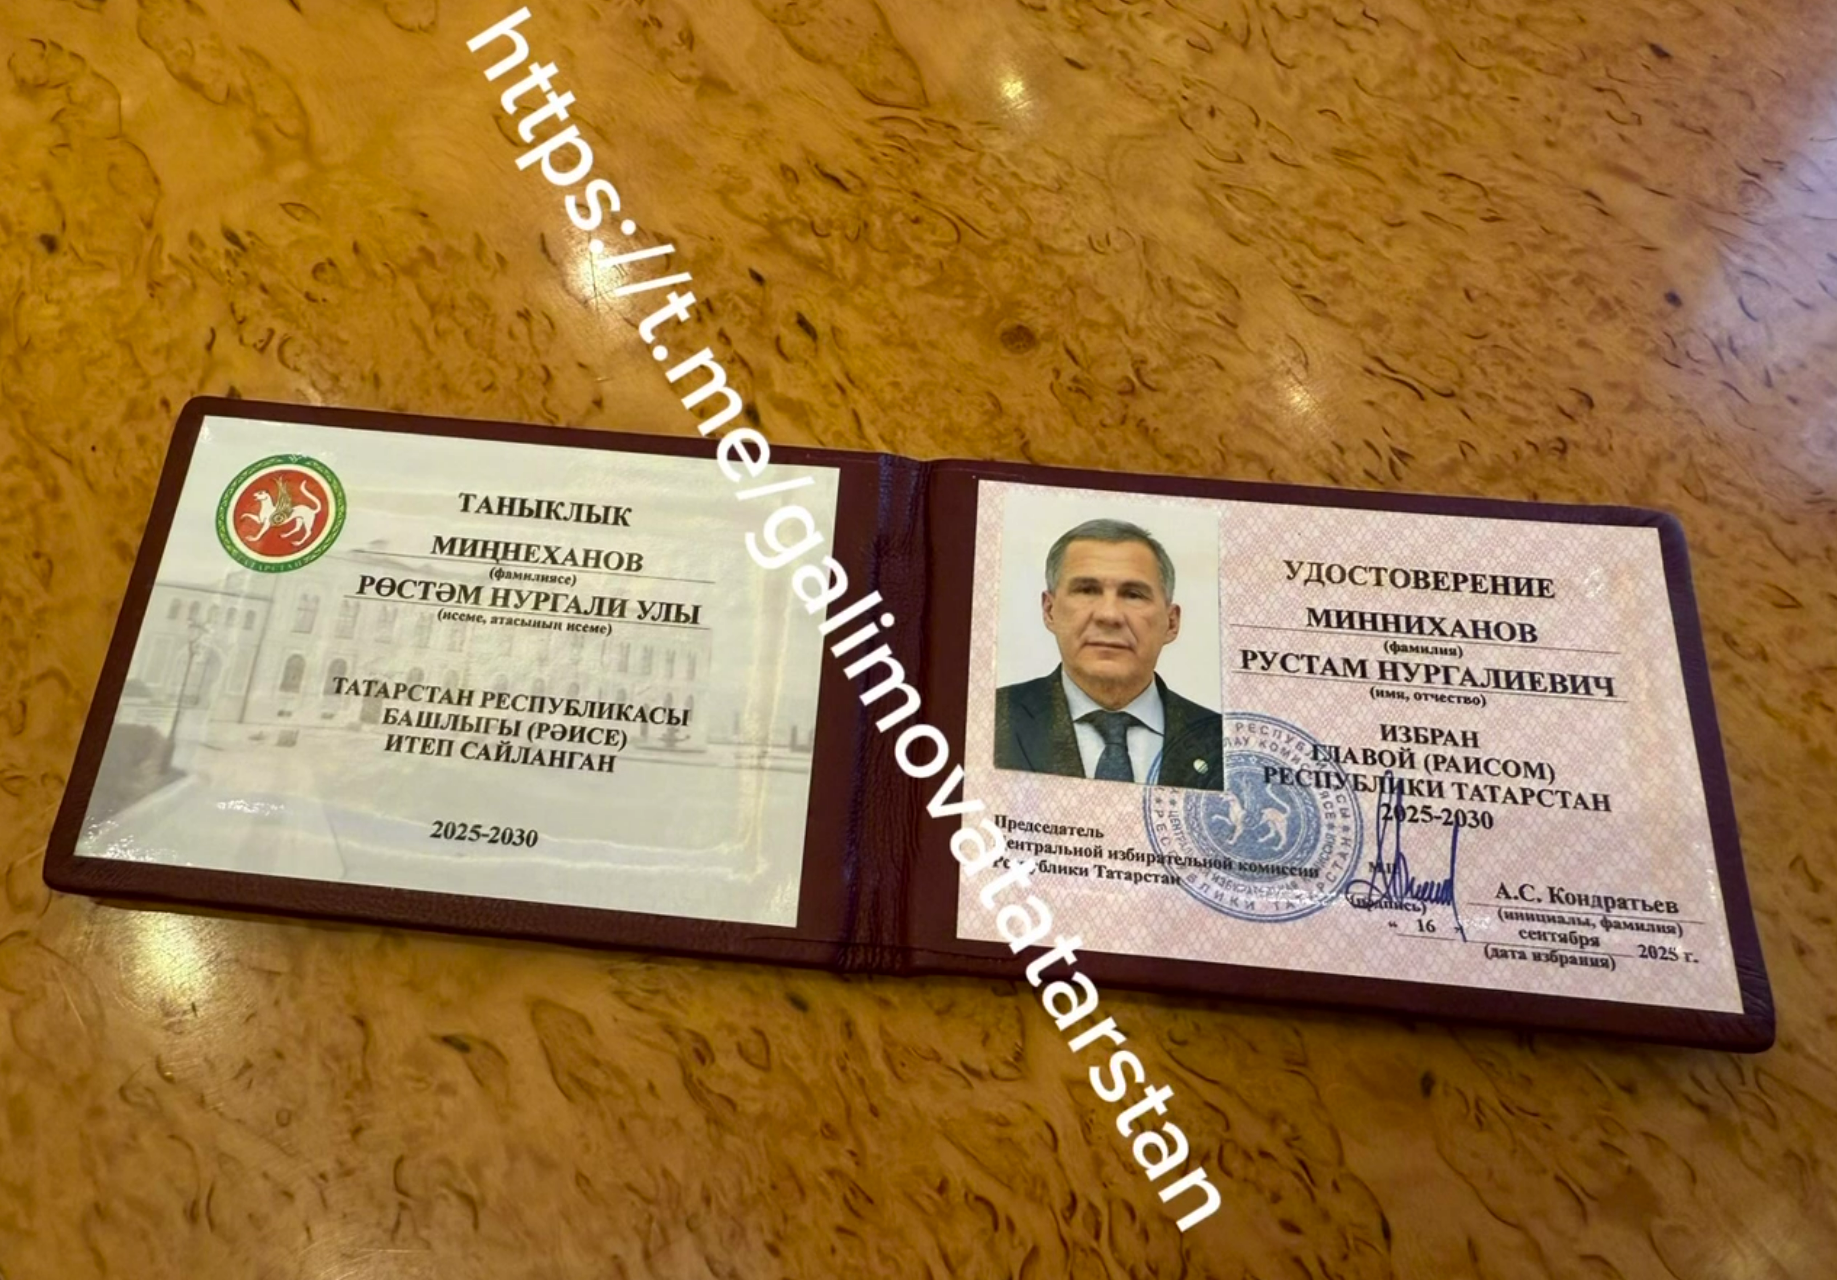 https://t.me/galimovatatarstan
ТАНЫКЛЫК
МИҢНЕХАНОВ
(фамилиясе)
РӨСТӘМ НУРГАЛИ УЛЫ
(исеме, атасының исеме)
ТАТАРСТАН РЕСПУБЛИКАСЫ
БАШЛЫГЫ (РӘИСЕ)
ИТЕП САЙЛАНГАН
2025-2030
УДОСТОВЕРЕНИЕ
МИННИХАНОВ
(фамилия)
РУСТАМ НУРГАЛИЕВИЧ
(имя, отчество)
ИЗБРАН
ГЛАВОЙ (РАИСОМ)
РЕСПУБЛИКИ ТАТАРСТАН
2025-2030
Председатель
Центральной избирательной комиссии
Республики Татарстан
М.П.
(подпись)
А.С. Кондратьев
(инициалы, фамилия)
“ 16 ” сентября 2025 г.
(дата избрания)